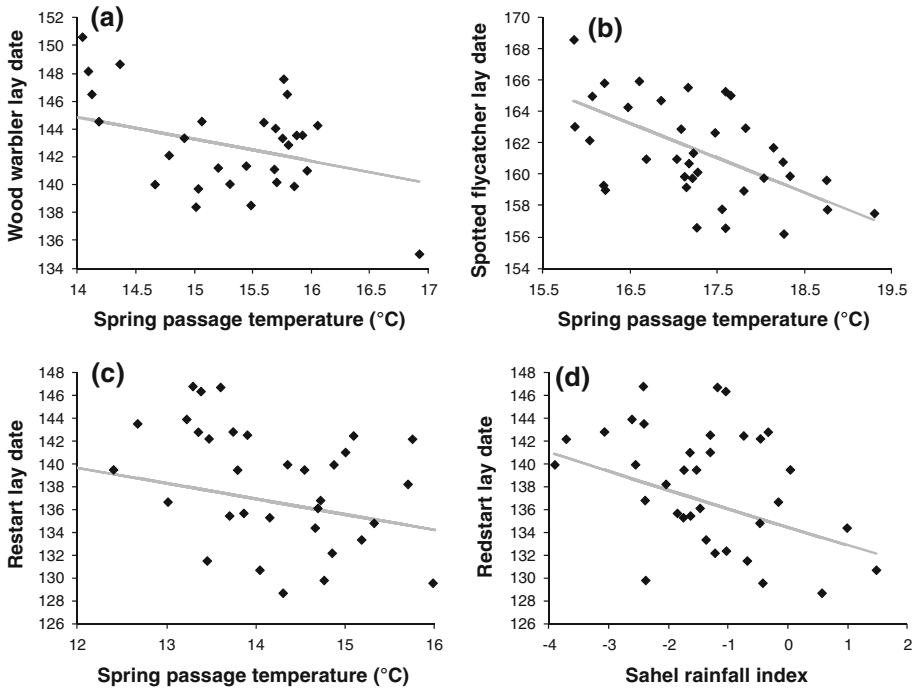 (a)
Wood warbler lay date
152
150
148
146
144
142
140
138
136
134
14 14.5 15 15.5 16 16.5 17
Spring passage temperature (°C)
(b)
Spotted flycatcher lay date
170
168
166
164
162
160
158
156
154
15.5 16.5 17.5 18.5 19.5
Spring passage temperature (°C)
(c)
Restart lay date
148
146
144
142
140
138
136
134
132
130
128
126
12 13 14 15 16
Spring passage temperature (°C)
(d)
Redstart lay date
148
146
144
142
140
138
136
134
132
130
128
126
-4 -3 -2 -1 0 1 2
Sahel rainfall index